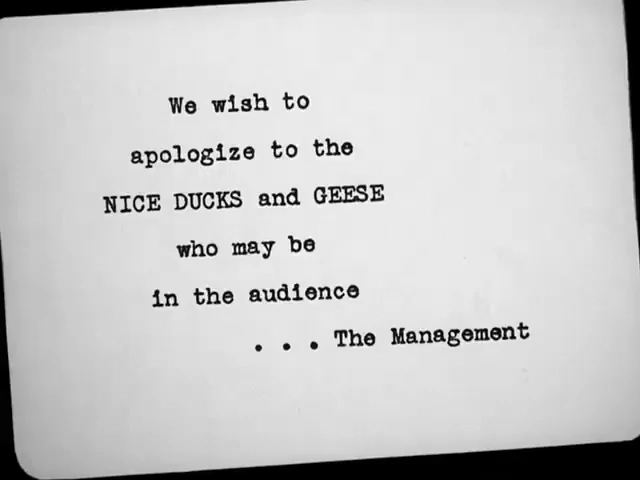 We wish to
apologize to the
NICE DUCKS and GEESE
who may be
in the audience
. . . The Management